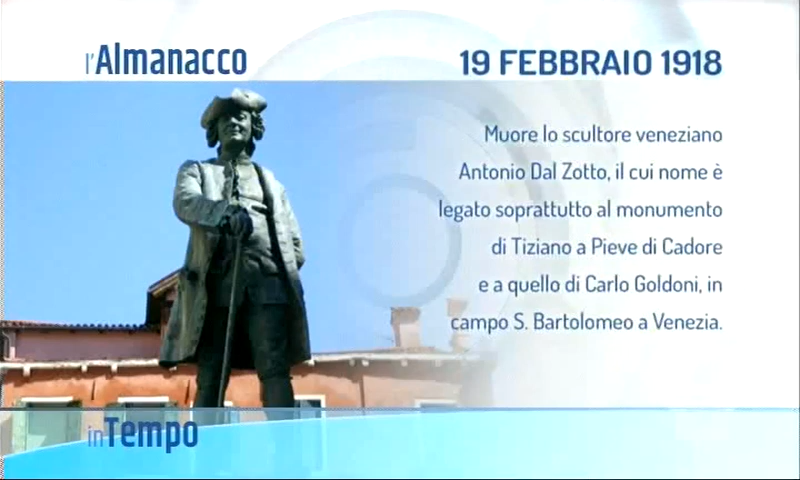 l'Almanacco
19 FEBBRAIO 1918
Muore lo scultore veneziano
Antonio Dal Zotto, il cui nome è
legato soprattutto al monumento
di Tiziano a Pieve di Cadore
e a quello di Carlo Goldoni, in
campo S. Bartolomeo a Venezia.
inTempo